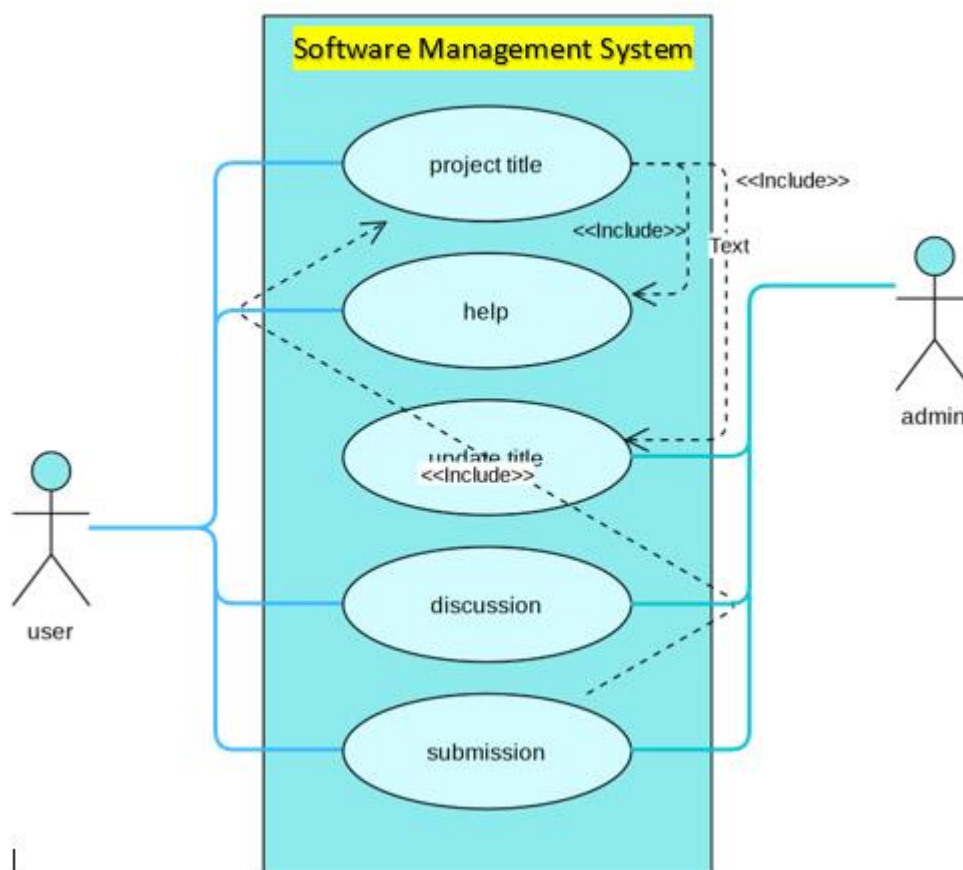 Software Management System
project title
<<Include>>
<<Include>>
Text
help
admin
update title
<<Include>>
discussion
user
submission